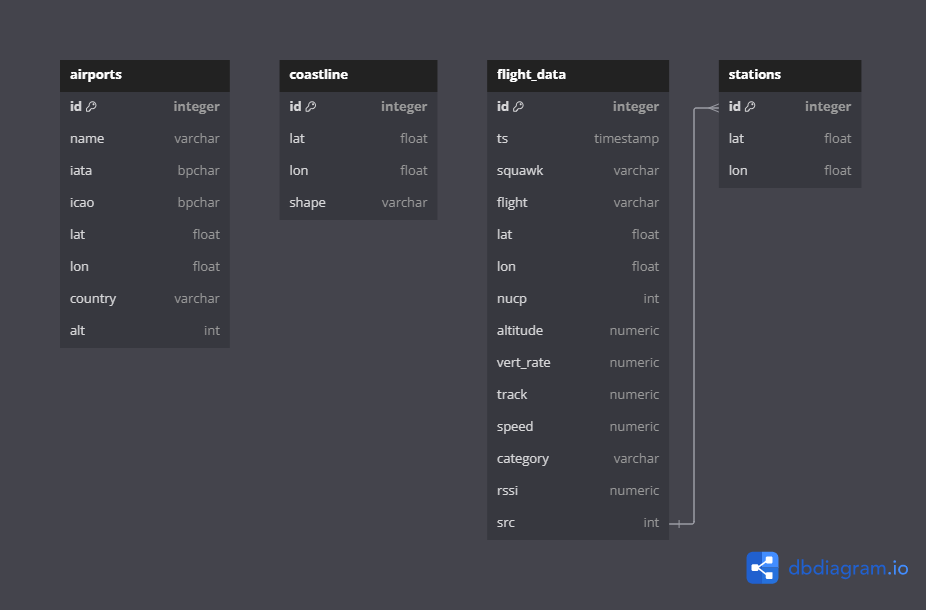 airports
id integer
name varchar
iata bpchar
icao bpchar
lat float
lon float
country varchar
alt int
coastline
id integer
lat float
lon float
shape varchar
flight_data
id integer
ts timestamp
squawk varchar
flight varchar
lat float
lon float
nucp int
altitude numeric
vert_rate numeric
track numeric
speed numeric
category varchar
rssi numeric
src int
stations
id integer
lat float
lon float
dbdiagram.io